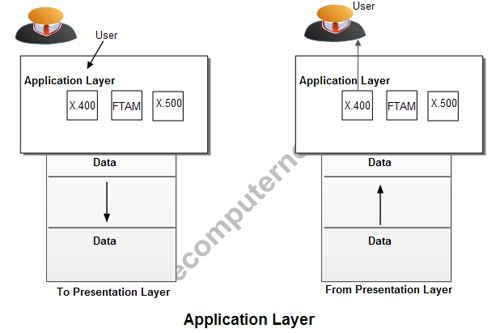 User
Application Layer
X.400 FTAM X.500
Data
Data
To Presentation Layer
User
Application Layer
X.400 FTAM X.500
Data
Data
From Presentation Layer
ecomputerno
Application Layer